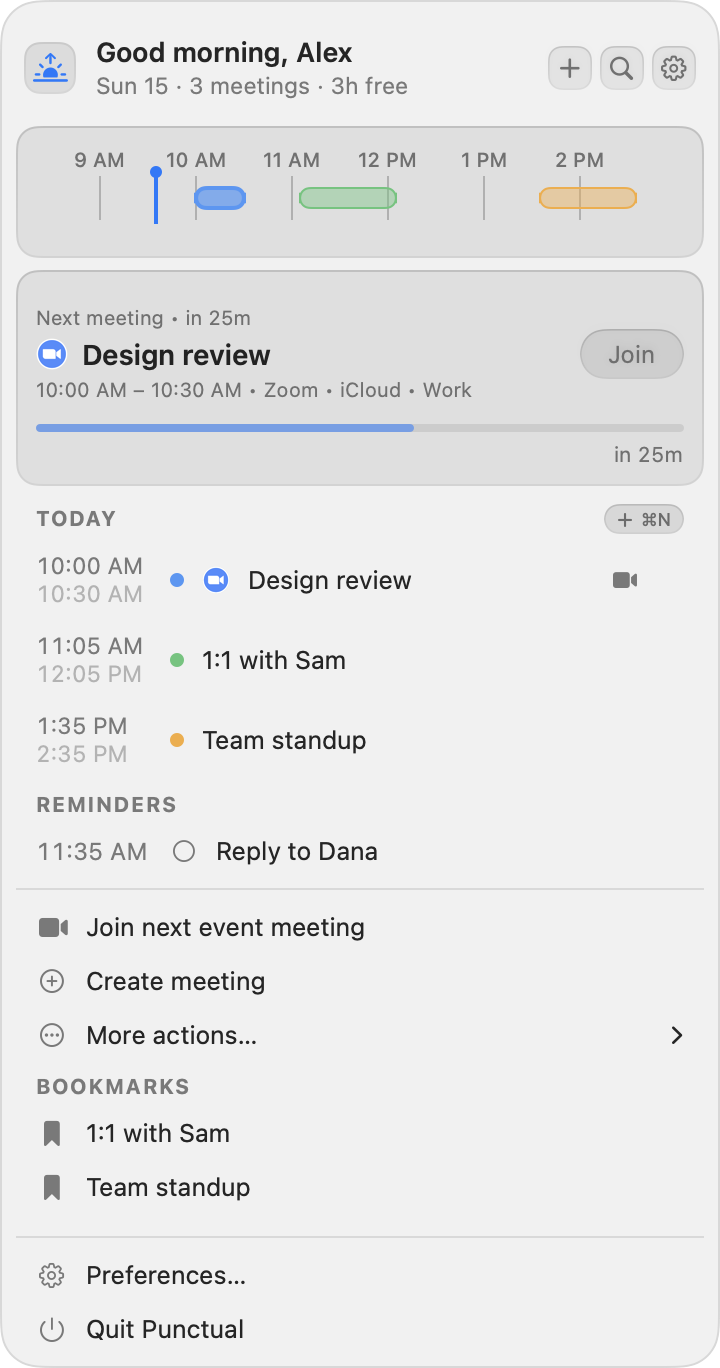 Good morning, Alex
Sun 15 · 3 meetings · 3h free
9 AM 10 AM 11 AM 12 PM 1 PM 2 PM
Next meeting • in 25m
Design review
Join
10:00 AM – 10:30 AM • Zoom • iCloud • Work
in 25m
TODAY
+ ⌘N
10:00 AM
10:30 AM
Design review
11:05 AM
12:05 PM
1:1 with Sam
1:35 PM
2:35 PM
Team standup
REMINDERS
11:35 AM Reply to Dana
Join next event meeting
Create meeting
More actions...
BOOKMARKS
1:1 with Sam
Team standup
Preferences...
Quit Punctual